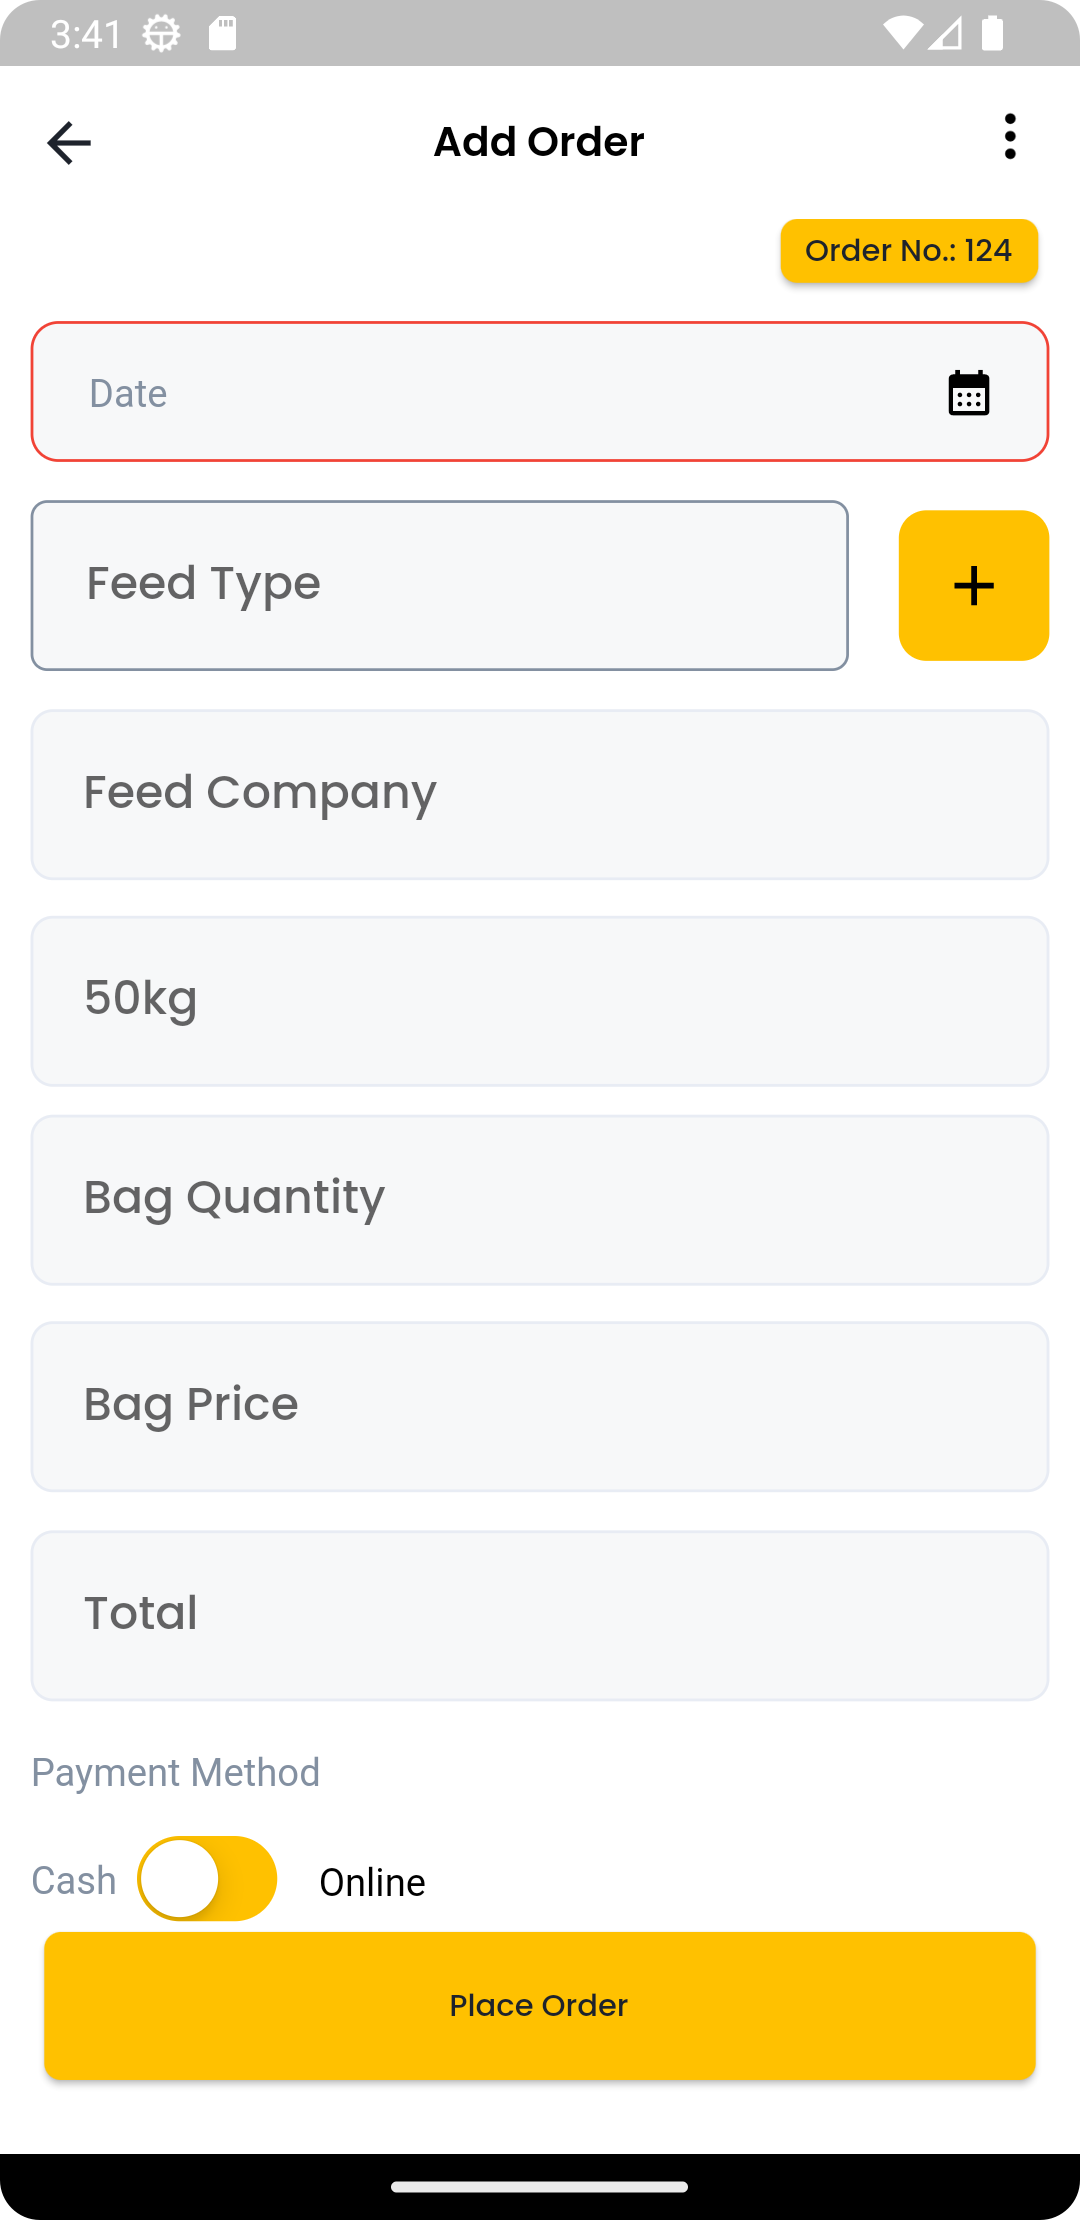 3:41
Add Order
Order No.: 124
Date
Feed Type
Feed Company
50kg
Bag Quantity
Bag Price
Total
Payment Method
Cash Online
Place Order